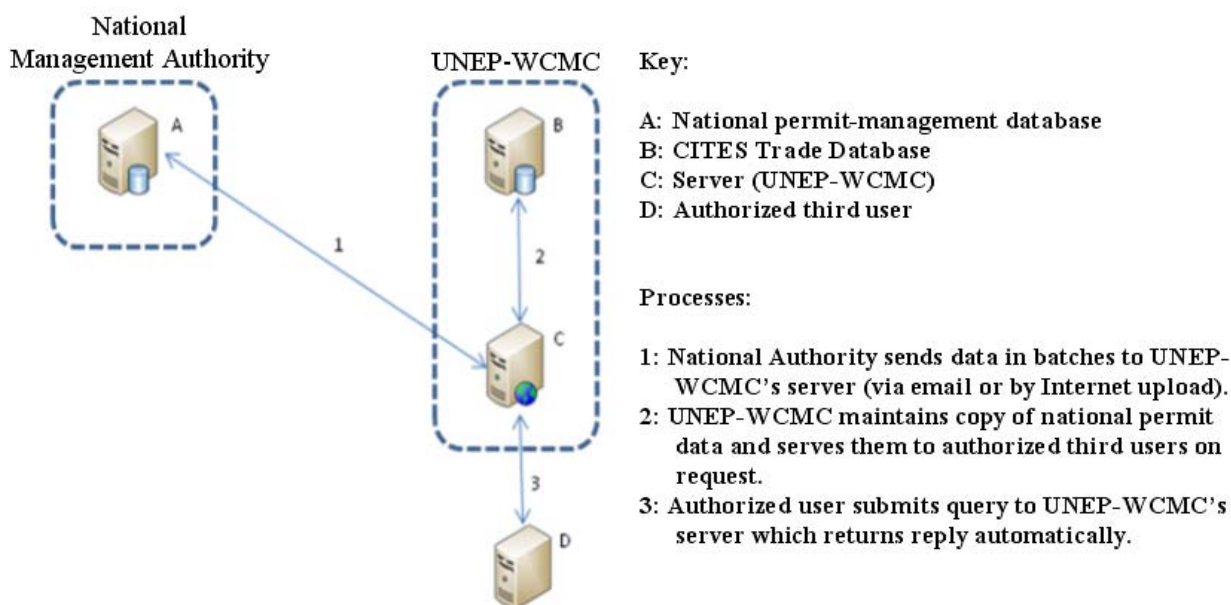 National
Management Authority
UNEP-WCMC
A
B
1
2
C
3
D
Key:
A: National permit-management database
B: CITES Trade Database
C: Server (UNEP-WCMC)
D: Authorized third user
Processes:
1: National Authority sends data in batches to UNEP-
WCMC’s server (via email or by Internet upload).
2: UNEP-WCMC maintains copy of national permit
data and serves them to authorized third users on
request.
3: Authorized user submits query to UNEP-WCMC’s
server which returns reply automatically.